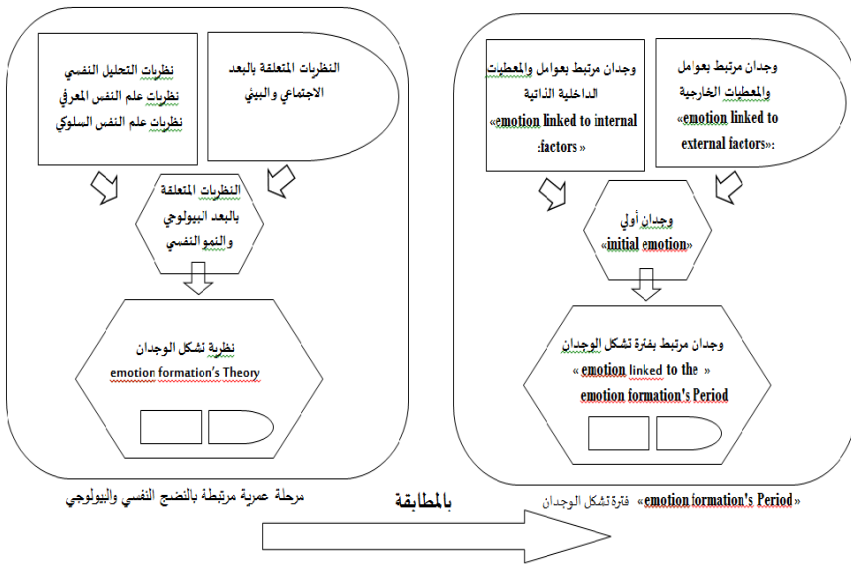 نظريات التحليل النفسي
نظريات علم النفس المعرفي
نظريات علم النفس السلوكي
النظريات المتعلقة بالبعد
الاجتماعي والبيئي
النظريات المتعلقة
بالبعد البيولوجي
والنمو النفسي
نظرية تشكل الوجدان
emotion formation's Theory
مرحلة عمرية مرتبطة بالنضج النفسي والبيولوجي
بالمطابقة
وجدان مرتبط بعوامل والمعطيات
الداخلية الذاتية
«emotion linked to internal
:factors »
وجدان مرتبط بعوامل
والمعطيات الخارجية
«emotion linked to
external factors»:
وجدان أولي
«initial emotion»
وجدان مرتبط بفترة تشكل الوجدان
« emotion linked to the »
emotion formation's Period
فترة تشكل الوجدان «emotion formation's Period »